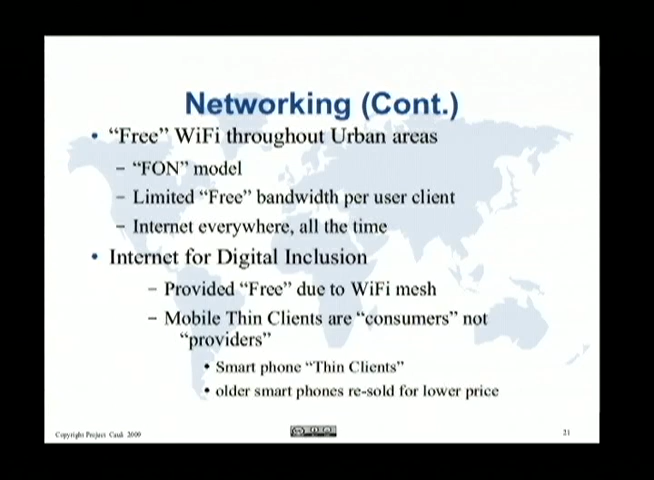 Networking (Cont.)
• “Free” WiFi throughout Urban areas
– “FON” model
– Limited “Free” bandwidth per user client
– Internet everywhere, all the time
• Internet for Digital Inclusion
– Provided “Free” due to WiFi mesh
– Mobile Thin Clients are “consumers” not
“providers”
• Smart phone “Thin Clients”
• older smart phones re-sold for lower price
Copyright Project Cauã 2009
21